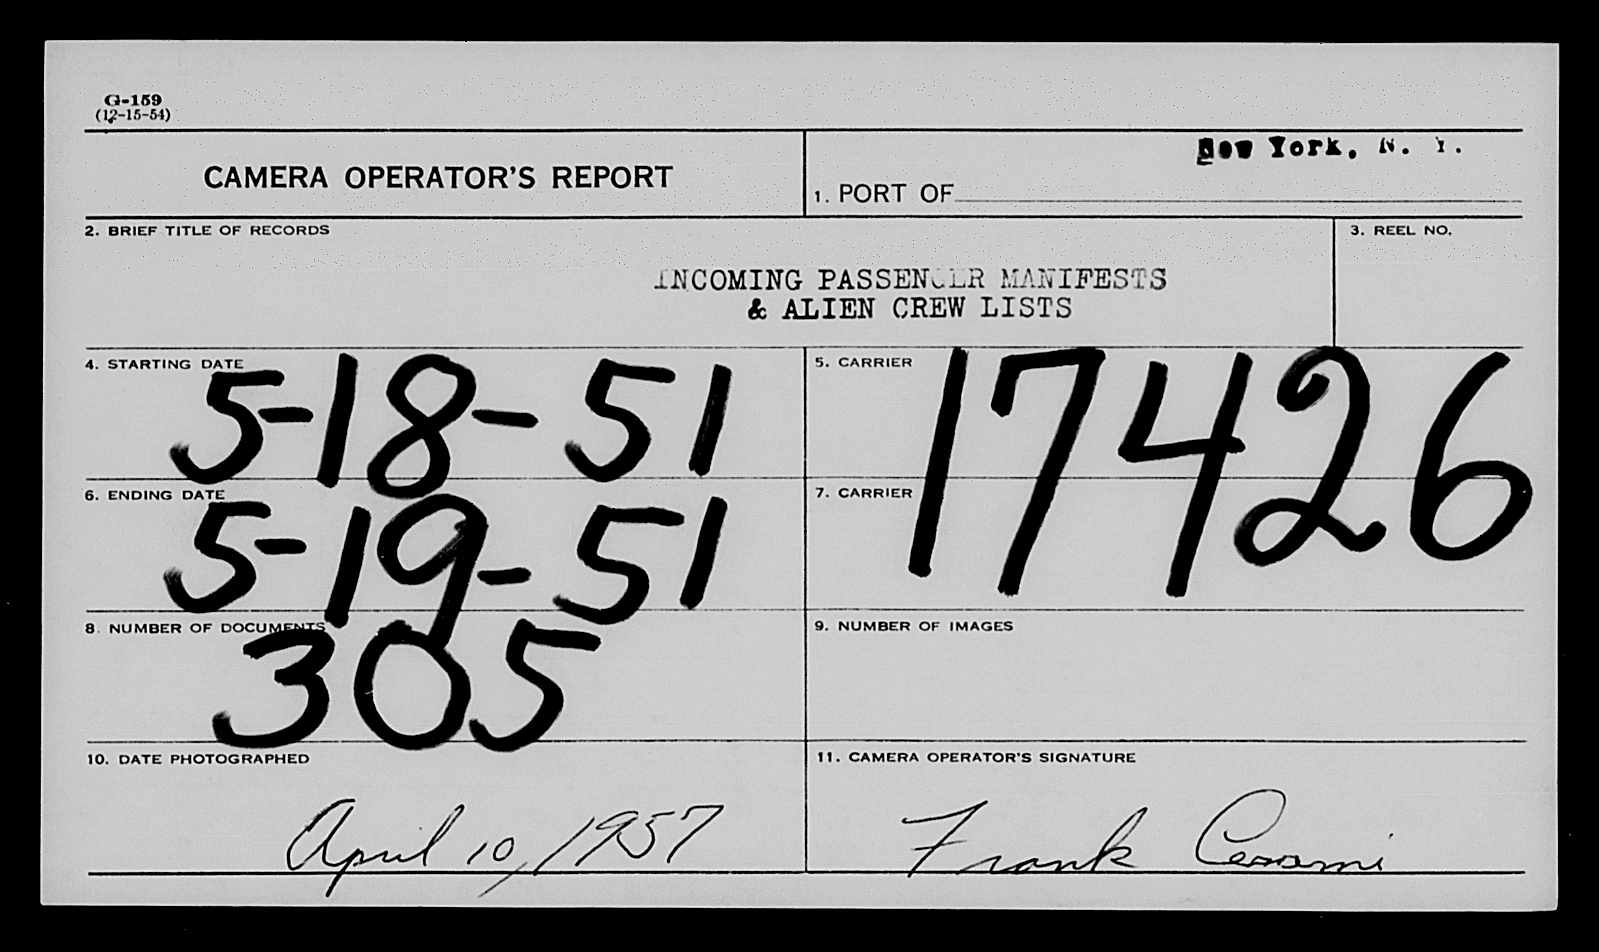 G-159
(12-15-54)
CAMERA OPERATOR'S REPORT
New York, N. Y.
1. PORT OF
2. BRIEF TITLE OF RECORDS
3. REEL NO.
INCOMING PASSENGER MANIFESTS
& ALIEN CREW LISTS
4. STARTING DATE
5-18-51
5. CARRIER
17426
6. ENDING DATE
5-19-51
7. CARRIER
8. NUMBER OF DOCUMENTS
305
9. NUMBER OF IMAGES
10. DATE PHOTOGRAPHED
April 10, 1957
11. CAMERA OPERATOR'S SIGNATURE
Frank